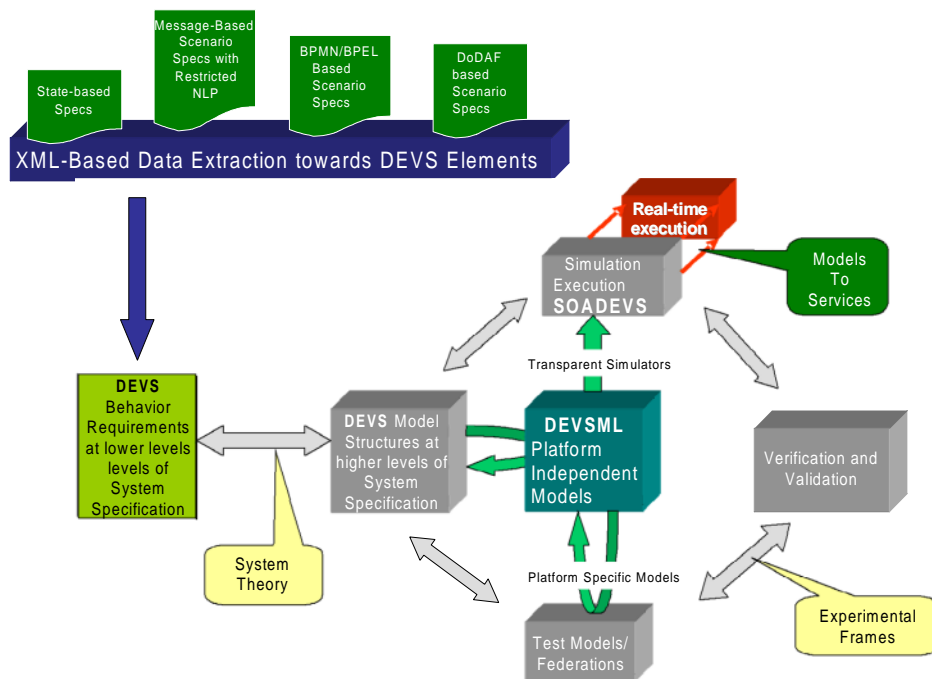 State-based
Specs
Message-Based
Scenario
Specs with
Restricted
NLP
BPMN/BPEL
Based
Scenario
Specs
DoDAF
based
Scenario
Specs
XML-Based Data Extraction towards DEVS Elements
Real-time
execution
Simulation
Execution
SOADEVS
Models
To
Services
Transparent Simulators
DEVS
Behavior
Requirements
at lower levels
levels of
System
Specification
DEVS Model
Structures at
higher levels of
System
Specification
DEVSML
Platform
Independent
Models
Verification and
Validation
System
Theory
Platform Specific Models
Test Models/
Federations
Experimental
Frames